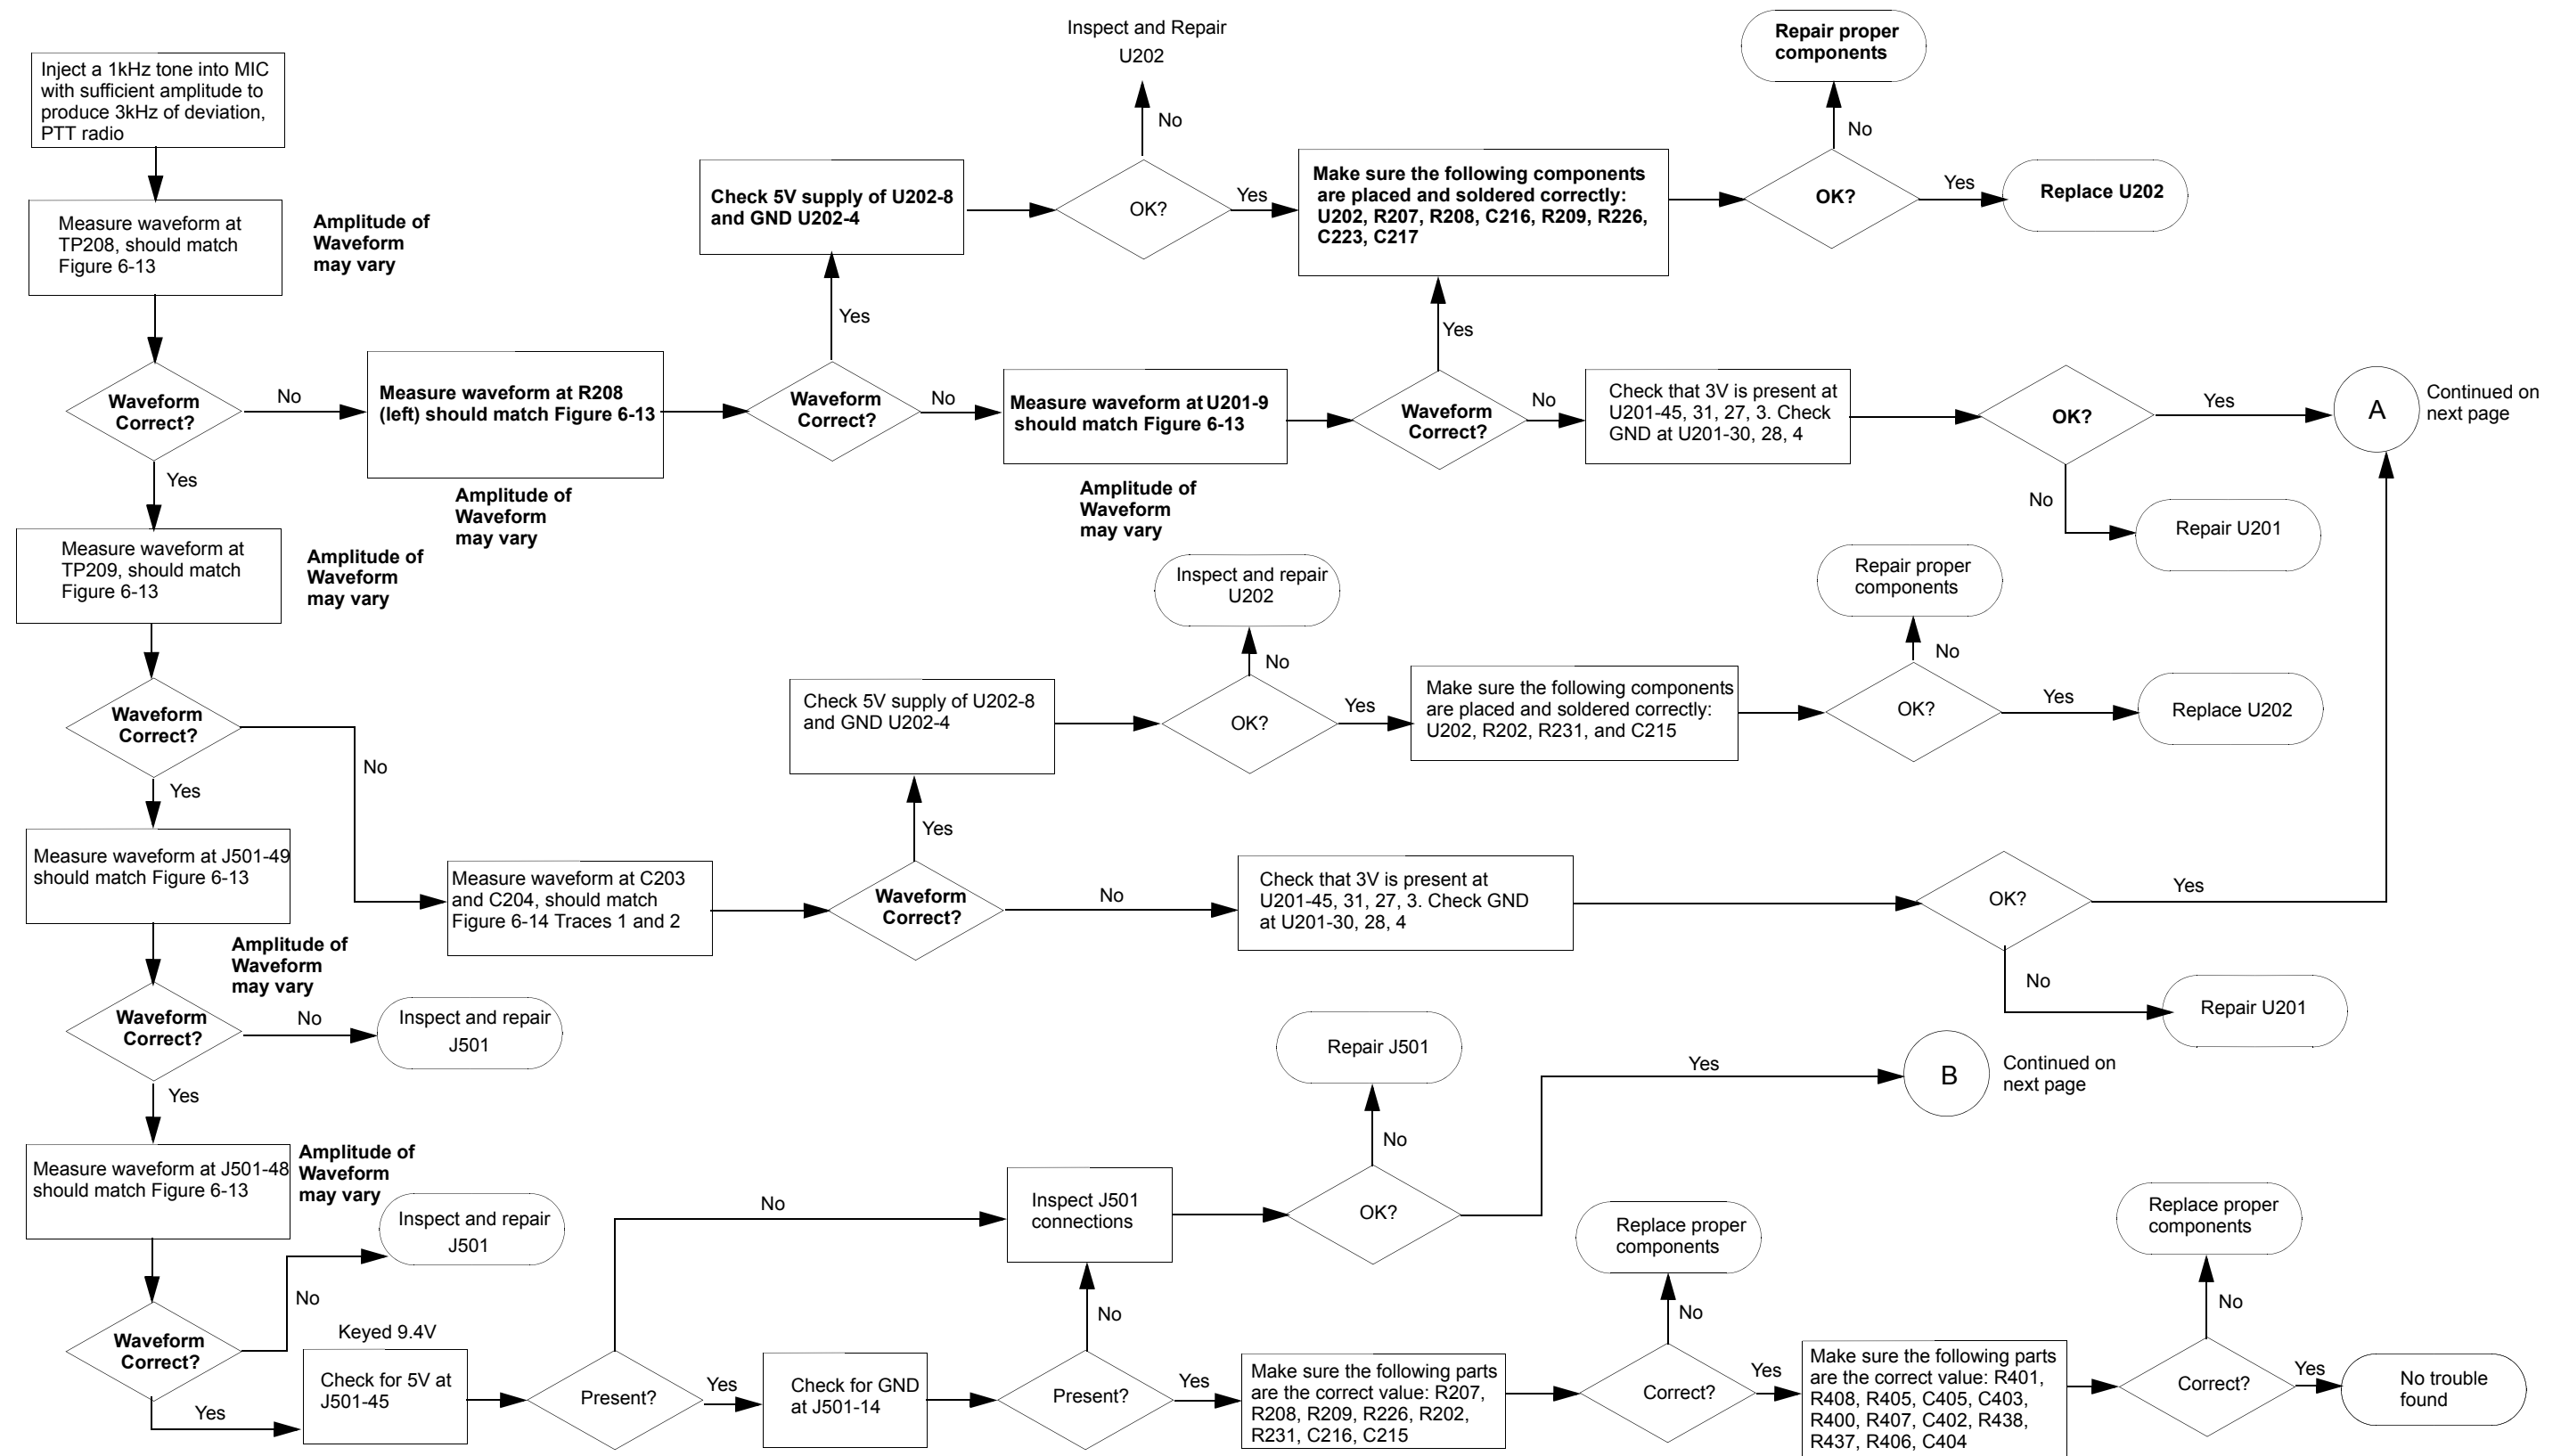 Inject a 1kHz tone into MIC
with sufficient amplitude to
produce 3kHz of deviation,
PTT radio
Measure waveform at
TP208, should match
Figure 6-13
Amplitude of
Waveform
may vary
Waveform
Correct?
No
Yes
Measure waveform at R208
(left) should match Figure 6-13
Amplitude of
Waveform
may vary
Waveform
Correct?
Yes
No
Check 5V supply of U202-8
and GND U202-4
OK?
No
Inspect and Repair
U202
Yes
Make sure the following components
are placed and soldered correctly:
U202, R207, R208, C216, R209, R226,
C223, C217
OK?
No
Repair proper
components
Yes
Replace U202
Measure waveform at U201-9
should match Figure 6-13
Amplitude of
Waveform
may vary
Waveform
Correct?
Yes
No
Check that 3V is present at
U201-45, 31, 27, 3. Check
GND at U201-30, 28, 4
OK?
Yes
A
Continued on
next page
No
Repair U201
Measure waveform at
TP209, should match
Figure 6-13
Amplitude of
Waveform
may vary
Waveform
Correct?
No
Yes
Measure waveform at C203
and C204, should match
Figure 6-14 Traces 1 and 2
Waveform
Correct?
Yes
No
Check 5V supply of U202-8
and GND U202-4
OK?
No
Inspect and repair
U202
Yes
Make sure the following components
are placed and soldered correctly:
U202, R202, R231, and C215
OK?
No
Repair proper
components
Yes
Replace U202
Check that 3V is present at
U201-45, 31, 27, 3. Check GND
at U201-30, 28, 4
OK?
Yes
No
Repair U201
Measure waveform at J501-49
should match Figure 6-13
Amplitude of
Waveform
may vary
Waveform
Correct?
No
Inspect and repair
J501
Yes
Measure waveform at J501-48
should match Figure 6-13
Amplitude of
Waveform
may vary
Waveform
Correct?
No
Inspect and repair
J501
Yes
Keyed 9.4V
Check for 5V at
J501-45
Present?
No
Yes
Check for GND
at J501-14
Present?
No
Inspect J501
connections
OK?
No
Repair J501
Yes
B
Continued on
next page
Yes
Make sure the following parts
are the correct value: R207,
R208, R209, R226, R202,
R231, C216, C215
Correct?
No
Replace proper
components
Yes
Make sure the following parts
are the correct value: R401,
R408, R405, C405, C403,
R400, R407, C402, R438,
R437, R406, C404
Correct?
No
Replace proper
components
Yes
No trouble
found